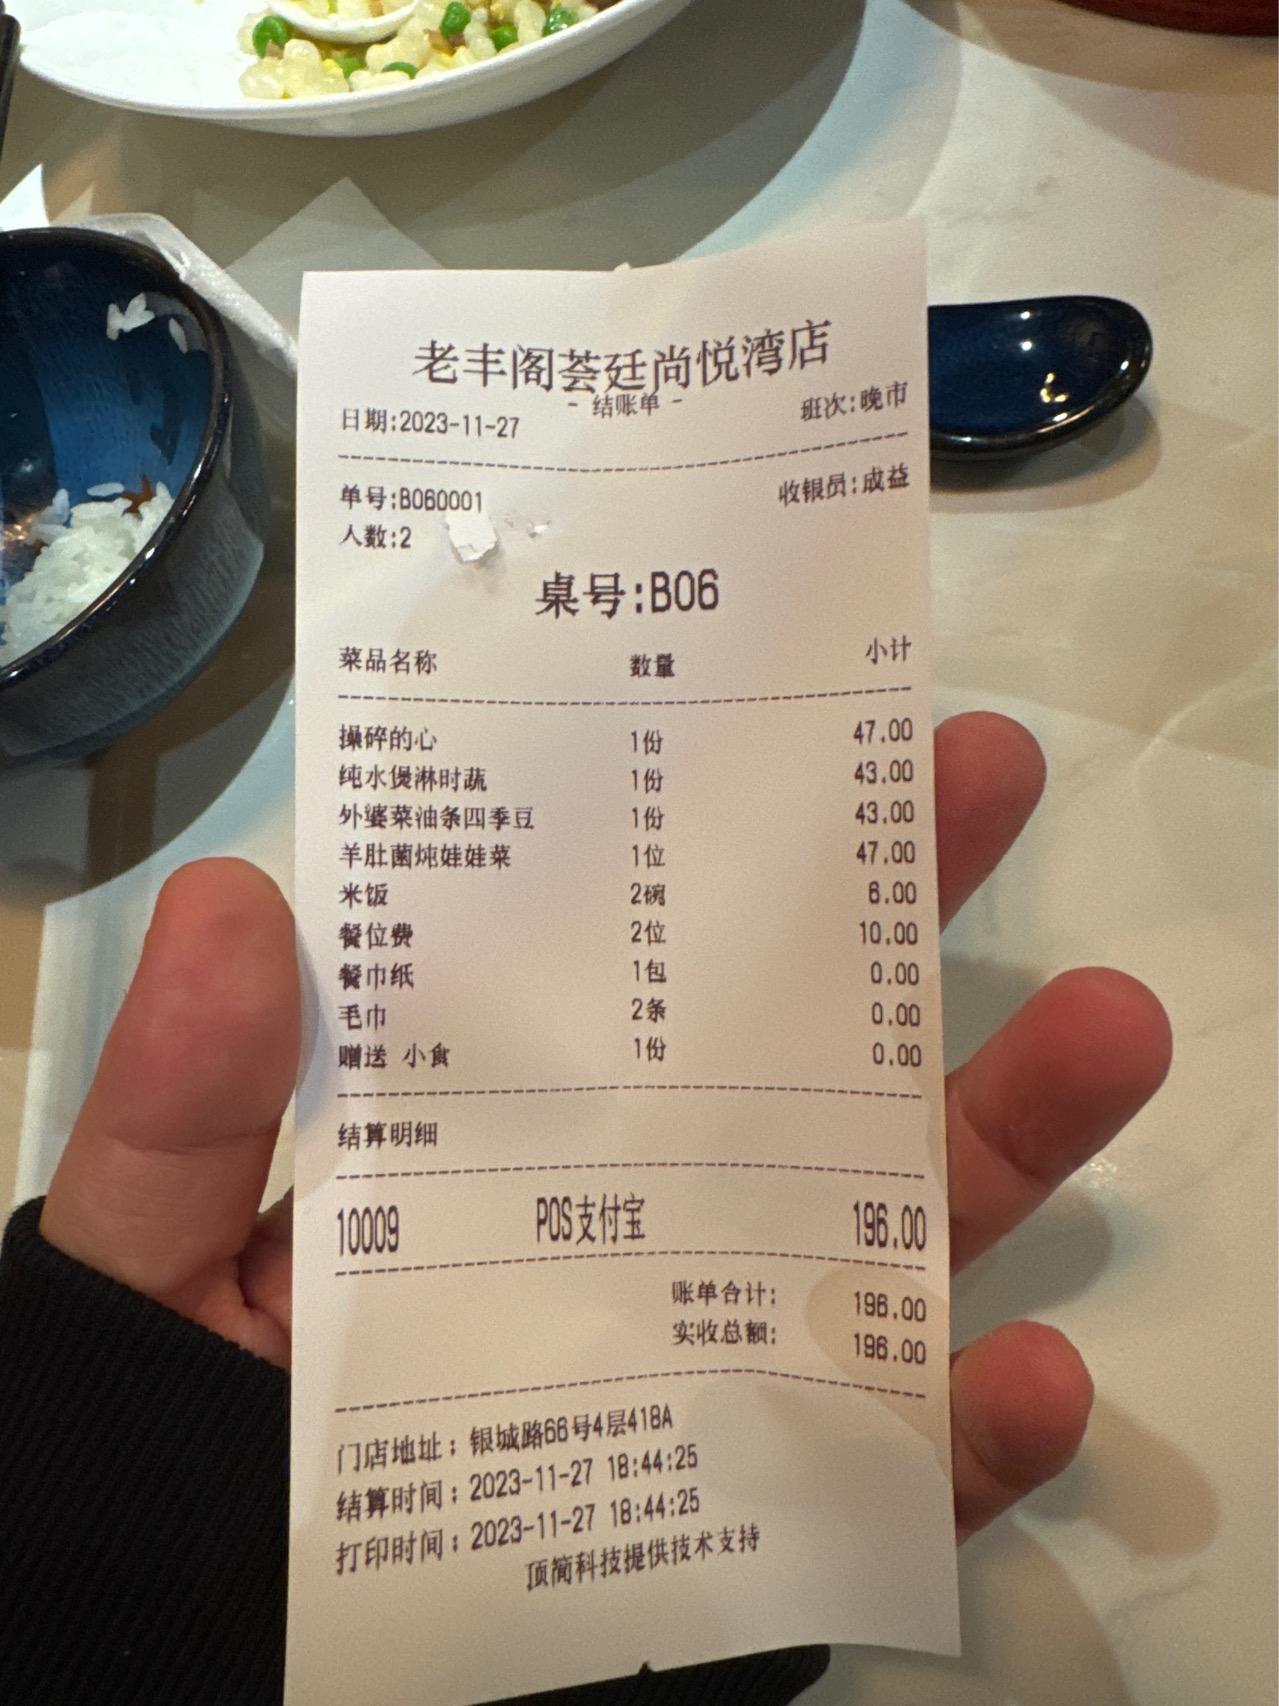 老丰阁荟廷尚悦湾店
- 结账单 -
日期:2023-11-27 班次:晚市
单号:B060001 收银员:成益
人数:2
桌号:B06
菜品名称 数量 小计
操碎的心 1份 47.00
纯水煲淋时蔬 1份 43.00
外婆菜油条四季豆 1份 43.00
羊肚菌炖娃娃菜 1位 47.00
米饭 2碗 6.00
餐位费 2位 10.00
餐巾纸 1包 0.00
毛巾 2条 0.00
赠送 小食 1份 0.00
结算明细
10009 POS支付宝 196.00
账单合计: 196.00
实收总额: 196.00
门店地址：银城路66号4层418A
结算时间：2023-11-27 18:44:25
打印时间：2023-11-27 18:44:25
顶简科技提供技术支持